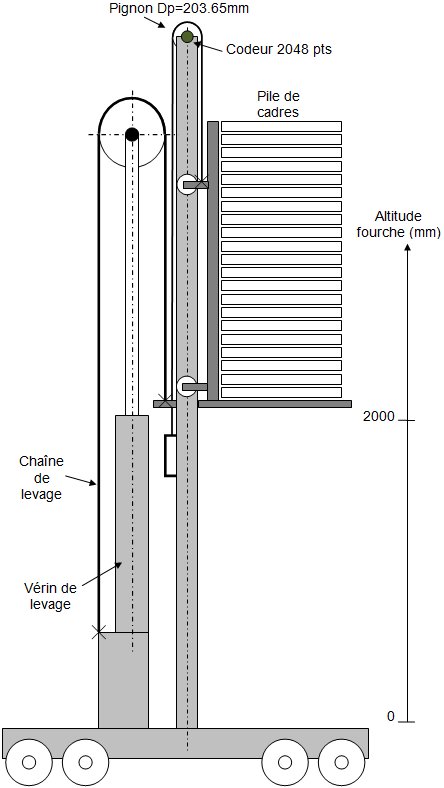 Pignon Dp=203.65mm
Codeur 2048 pts
Pile de
cadres
Altitude
fourche (mm)
2000
Chaîne
de
levage
Vérin de
levage
0